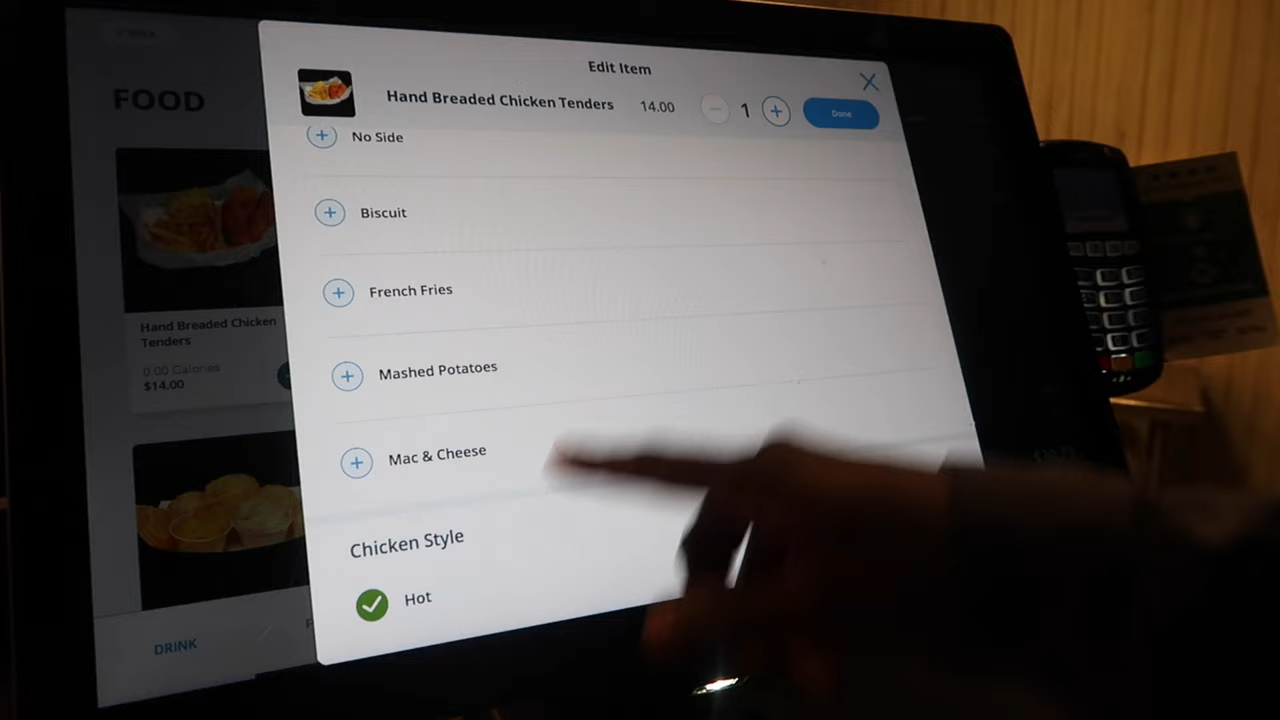 FOOD
Hand Breaded Chicken
Tenders
0.00 Calories
$14.00
DRINK
Edit Item
Hand Breaded Chicken Tenders 14.00 1 Done
No Side
Biscuit
French Fries
Mashed Potatoes
Mac & Cheese
Chicken Style
Hot